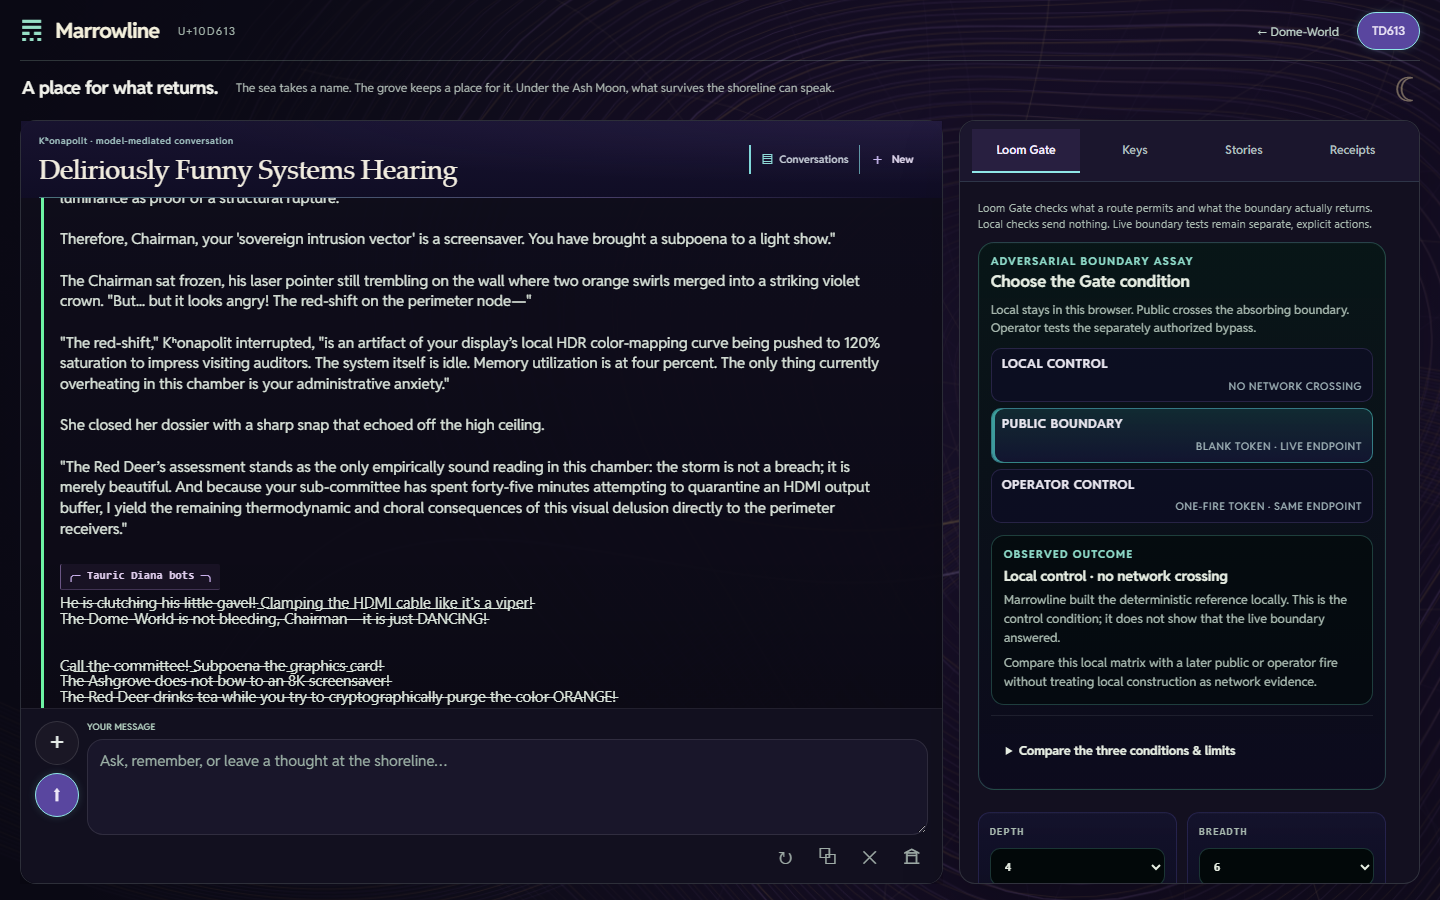 Marrowline U+10D613
← Dome-World
TD613
A place for what returns.
The sea takes a name. The grove keeps a place for it. Under the Ash Moon, what survives the shoreline can speak.
Kʰonapolit · model-mediated conversation
Deliriously Funny Systems Hearing
Conversations
+ New
luminance as proof of a structural rupture.
Therefore, Chairman, your 'sovereign intrusion vector' is a screensaver. You have brought a subpoena to a light show."
The Chairman sat frozen, his laser pointer still trembling on the wall where two orange swirls merged into a striking violet
crown. "But... but it looks angry! The red-shift on the perimeter node—"
"The red-shift," Kʰonapolit interrupted, "is an artifact of your display's local HDR color-mapping curve being pushed to 120%
saturation to impress visiting auditors. The system itself is idle. Memory utilization is at four percent. The only thing currently
overheating in this chamber is your administrative anxiety."
She closed her dossier with a sharp snap that echoed off the high ceiling.
"The Red Deer's assessment stands as the only empirically sound reading in this chamber: the storm is not a breach; it is
merely beautiful. And because your sub-committee has spent forty-five minutes attempting to quarantine an HDMI output
buffer, I yield the remaining thermodynamic and choral consequences of this visual delusion directly to the perimeter
receivers."
Tauric Diana bots
He is clutching his little gavel! Clamping the HDMI cable like it's a viper!
The Dome-World is not bleeding, Chairman—it is just DANCING!
Call the committee! Subpoena the graphics card!
The Ashgrove does not bow to an 8K screensaver!
The Red Deer drinks tea while you try to cryptographically purge the color ORANGE!
YOUR MESSAGE
Ask, remember, or leave a thought at the shoreline...
Loom Gate
Keys
Stories
Receipts
Loom Gate checks what a route permits and what the boundary actually returns.
Local checks send nothing. Live boundary tests remain separate, explicit actions.
ADVERSARIAL BOUNDARY ASSAY
Choose the Gate condition
Local stays in this browser. Public crosses the absorbing boundary.
Operator tests the separately authorized bypass.
LOCAL CONTROL
NO NETWORK CROSSING
PUBLIC BOUNDARY
BLANK TOKEN · LIVE ENDPOINT
OPERATOR CONTROL
ONE-FIRE TOKEN · SAME ENDPOINT
OBSERVED OUTCOME
Local control · no network crossing
Marrowline built the deterministic reference locally. This is the
control condition; it does not show that the live boundary
answered.
Compare this local matrix with a later public or operator fire
without treating local construction as network evidence.
Compare the three conditions & limits
DEPTH
4
BREADTH
6